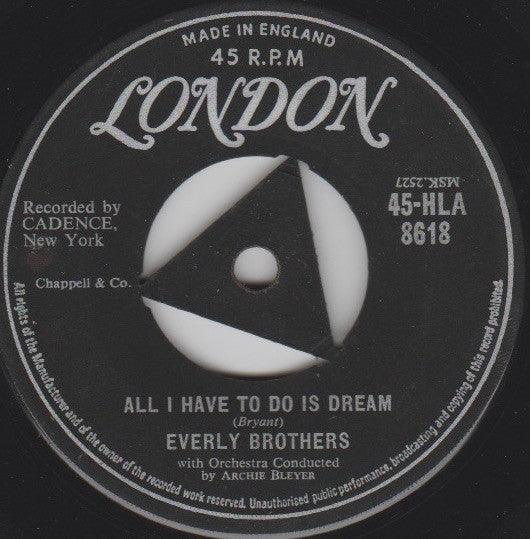 MADE IN ENGLAND
45 R.P.M
LONDON
MSK.2527
Recorded by
CADENCE,
New York
45-HLA
8618
Chappell & Co.
ALL I HAVE TO DO IS DREAM
(Bryant)
EVERLY BROTHERS
with Orchestra Conducted
by ARCHIE BLEYER
All rights of the Manufacturer and of the owner of the recorded work reserved. Unauthorised public performance, broadcasting and copying of this record prohibited.